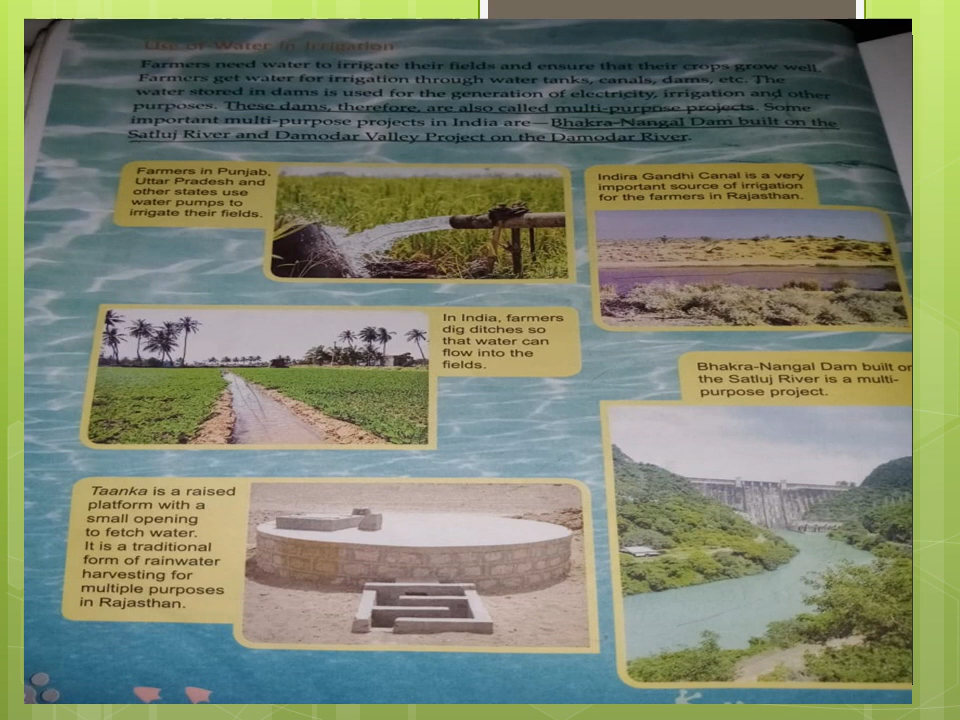 Use of Water in Irrigation
Farmers need water to irrigate their fields and ensure that their crops grow well.
Farmers get water for irrigation through water tanks, canals, dams, etc. The
water stored in dams is used for the generation of electricity, irrigation and other
purposes. These dams, therefore, are also called multi-purpose projects. Some
important multi-purpose projects in India are—Bhakra-Nangal Dam built on the
Satluj River and Damodar Valley Project on the Damodar River.
Farmers in Punjab,
Uttar Pradesh and
other states use
water pumps to
irrigate their fields.
Indira Gandhi Canal is a very
important source of irrigation
for the farmers in Rajasthan.
In India, farmers
dig ditches so
that water can
flow into the
fields.
Bhakra-Nangal Dam built on
the Satluj River is a multi-
purpose project.
Taanka is a raised
platform with a
small opening
to fetch water.
It is a traditional
form of rainwater
harvesting for
multiple purposes
in Rajasthan.